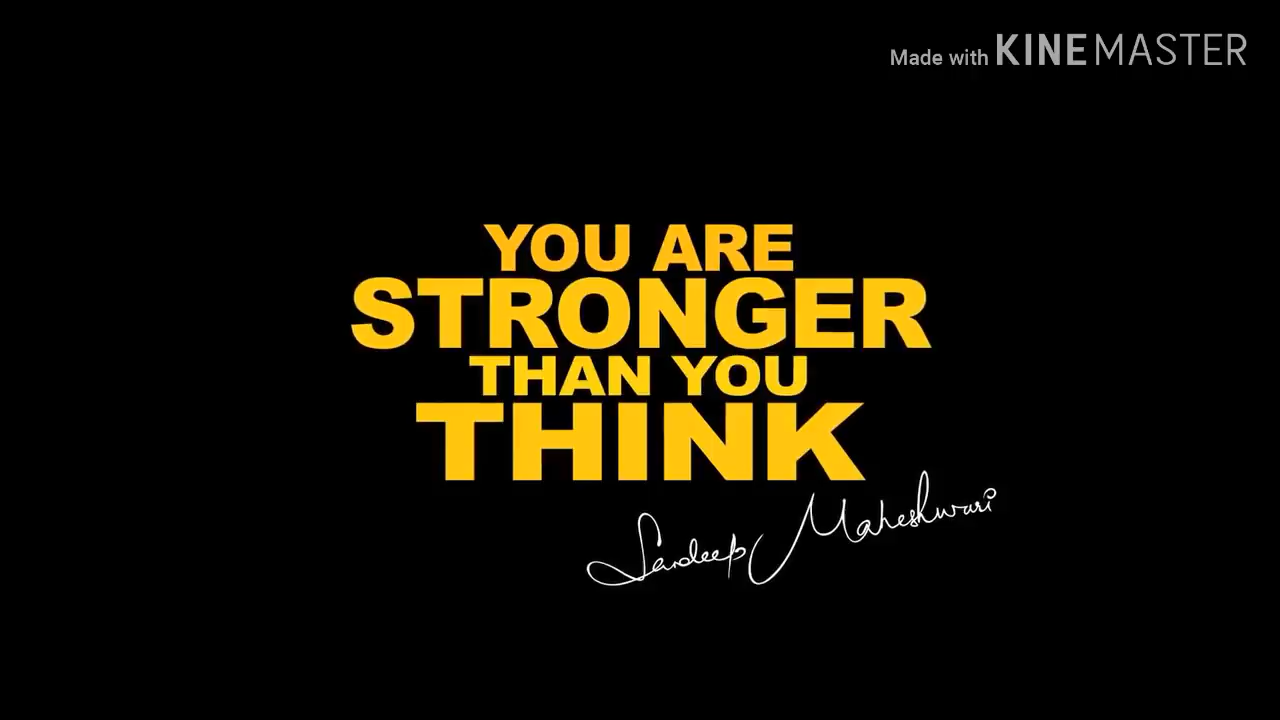 Made with KINEMASTER
YOU ARE
STRONGER
THAN YOU
THINK
Sandeep Maheshwari